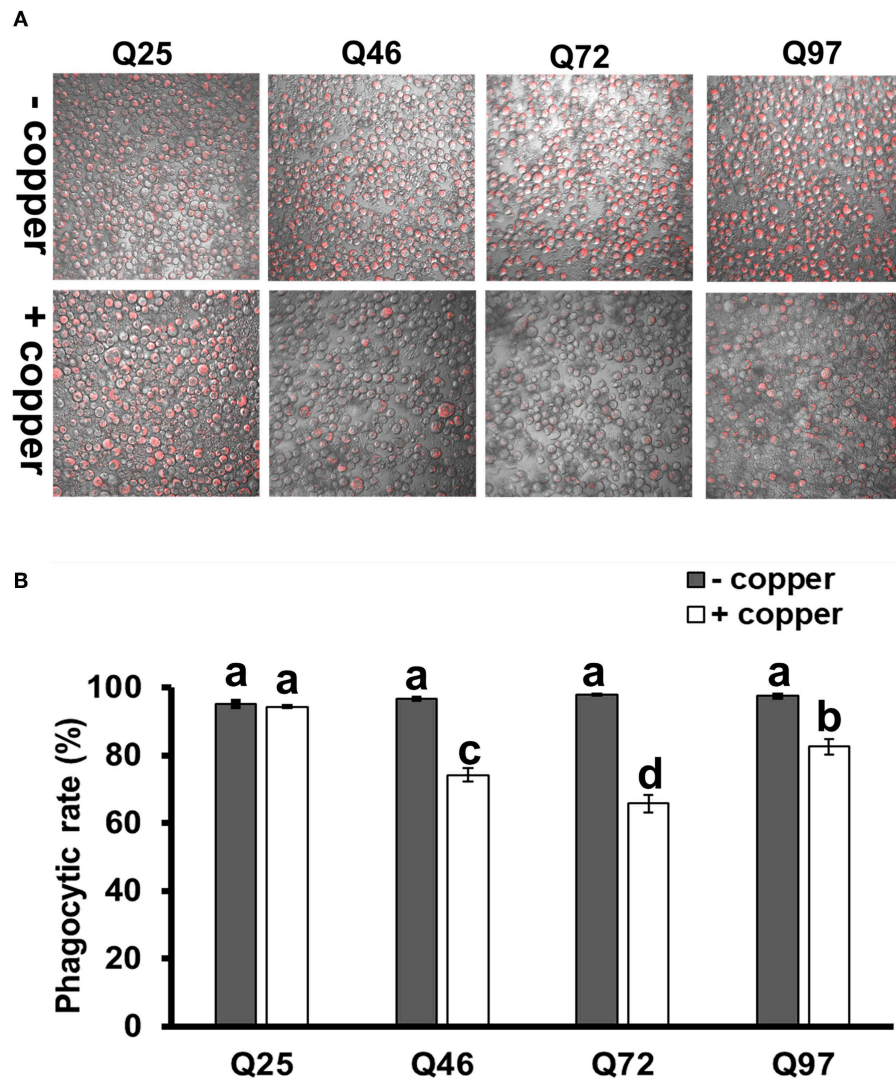 A
Q25 Q46 Q72 Q97
- copper
+ copper
B
- copper
+ copper
Phagocytic rate (%)
100
80
60
40
20
0
a a a c a d a b
Q25 Q46 Q72 Q97